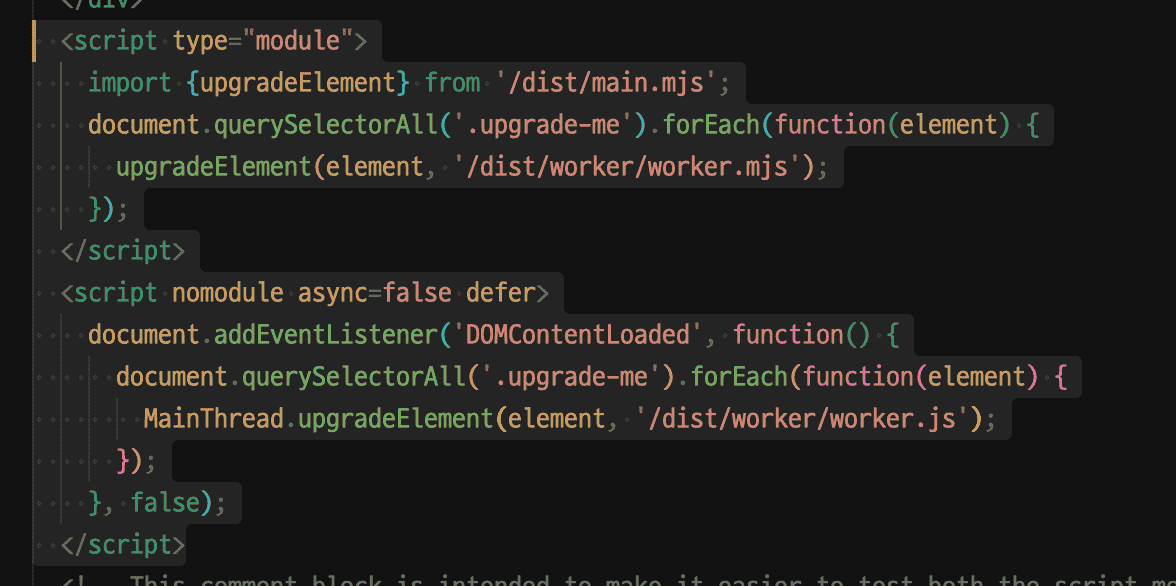 </div>
<script type="module">
import {upgradeElement} from '/dist/main.mjs';
document.querySelectorAll('.upgrade-me').forEach(function(element) {
upgradeElement(element, '/dist/worker/worker.mjs');
});
</script>
<script nomodule async=false defer>
document.addEventListener('DOMContentLoaded', function() {
document.querySelectorAll('.upgrade-me').forEach(function(element) {
MainThread.upgradeElement(element, '/dist/worker/worker.js');
});
}, false);
</script>
<!-- This comment block is intended to make it easier to test both the script